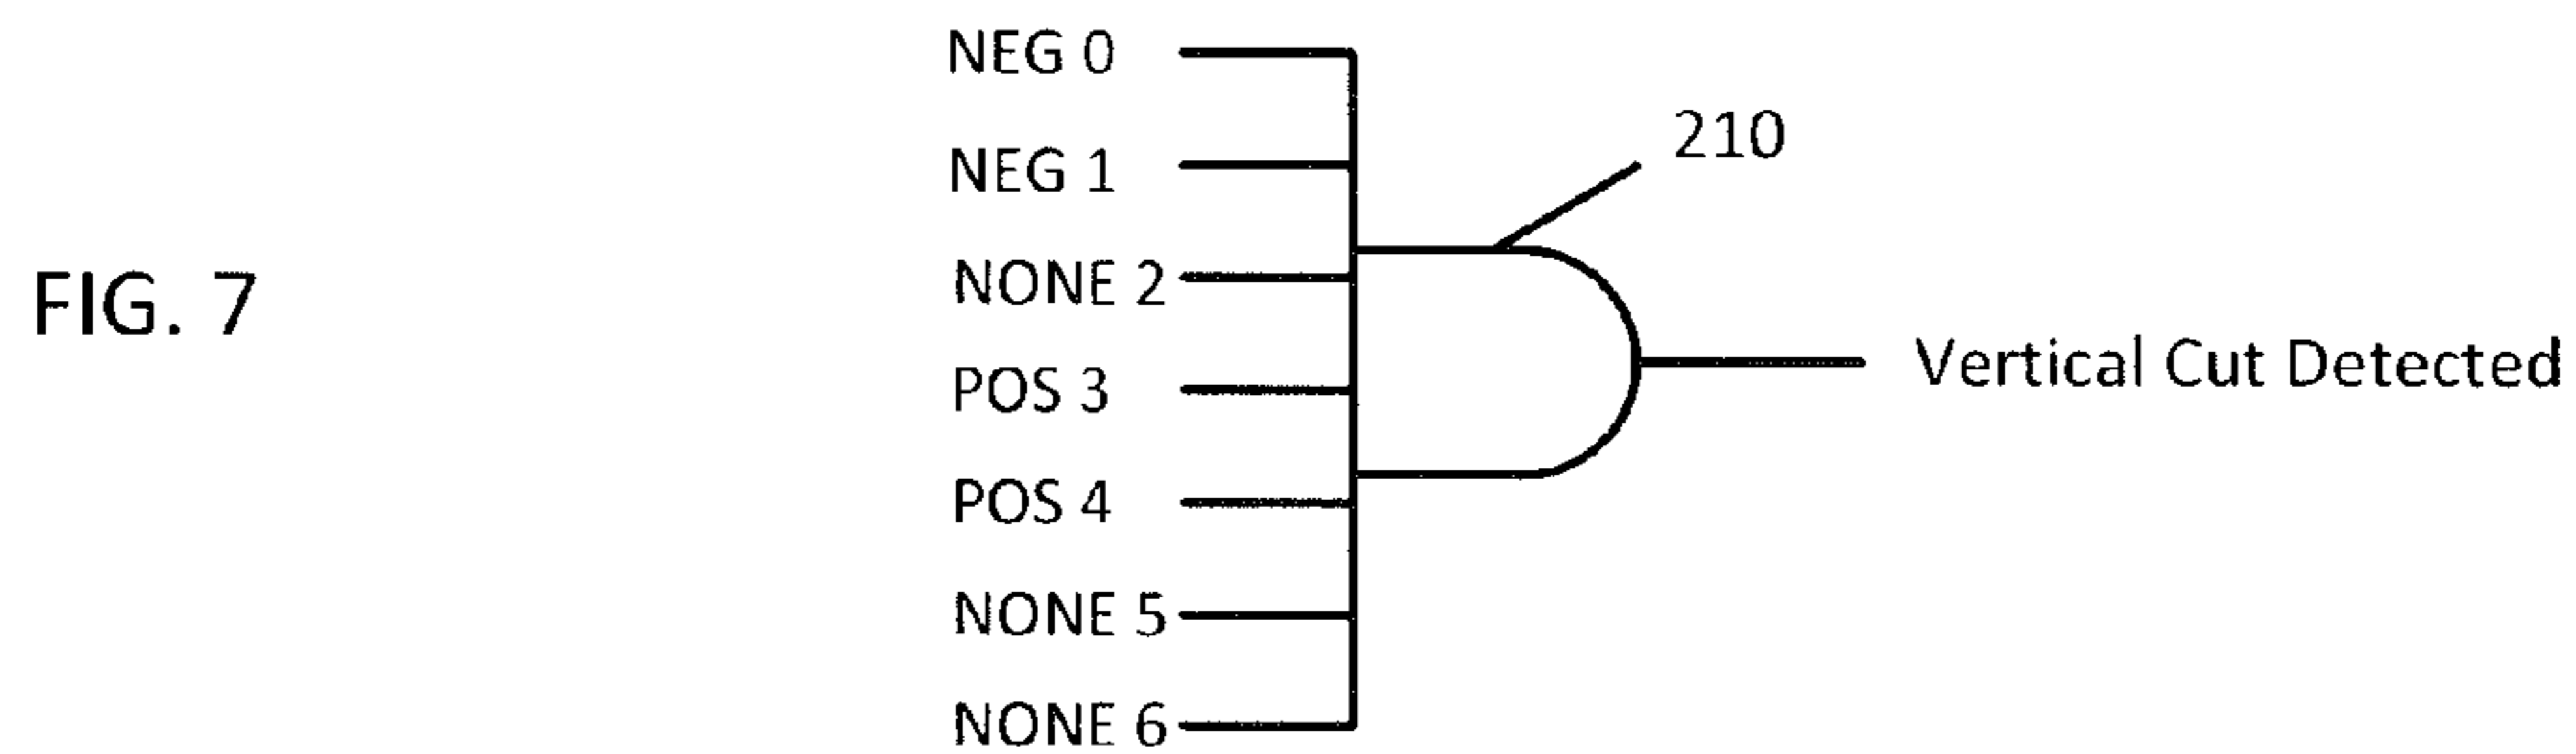 NEG 0
NEG 1
210
NONE 2
FIG. 7
Vertical Cut Detected
POS 3
POS 4
NONE 5
NONE 6